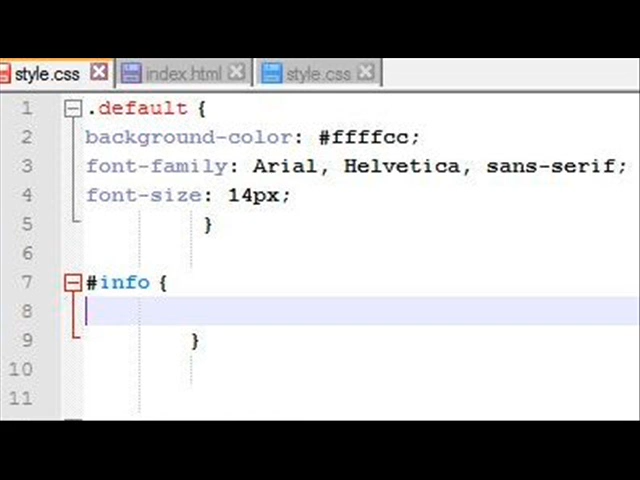 style.css index.html style.css
1 .default {
2 background-color: #ffffcc;
3 font-family: Arial, Helvetica, sans-serif;
4 font-size: 14px;
5 }
6
7 #info {
8
9 }
10
11